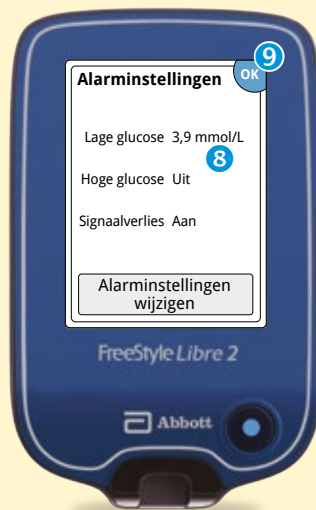 Alarminstellingen
OK
9
Lage glucose 3,9 mmol/L
8
Hoge glucose Uit
Signaalverlies Aan
Alarminstellingen
wijzigen
FreeStyle Libre 2
Abbott